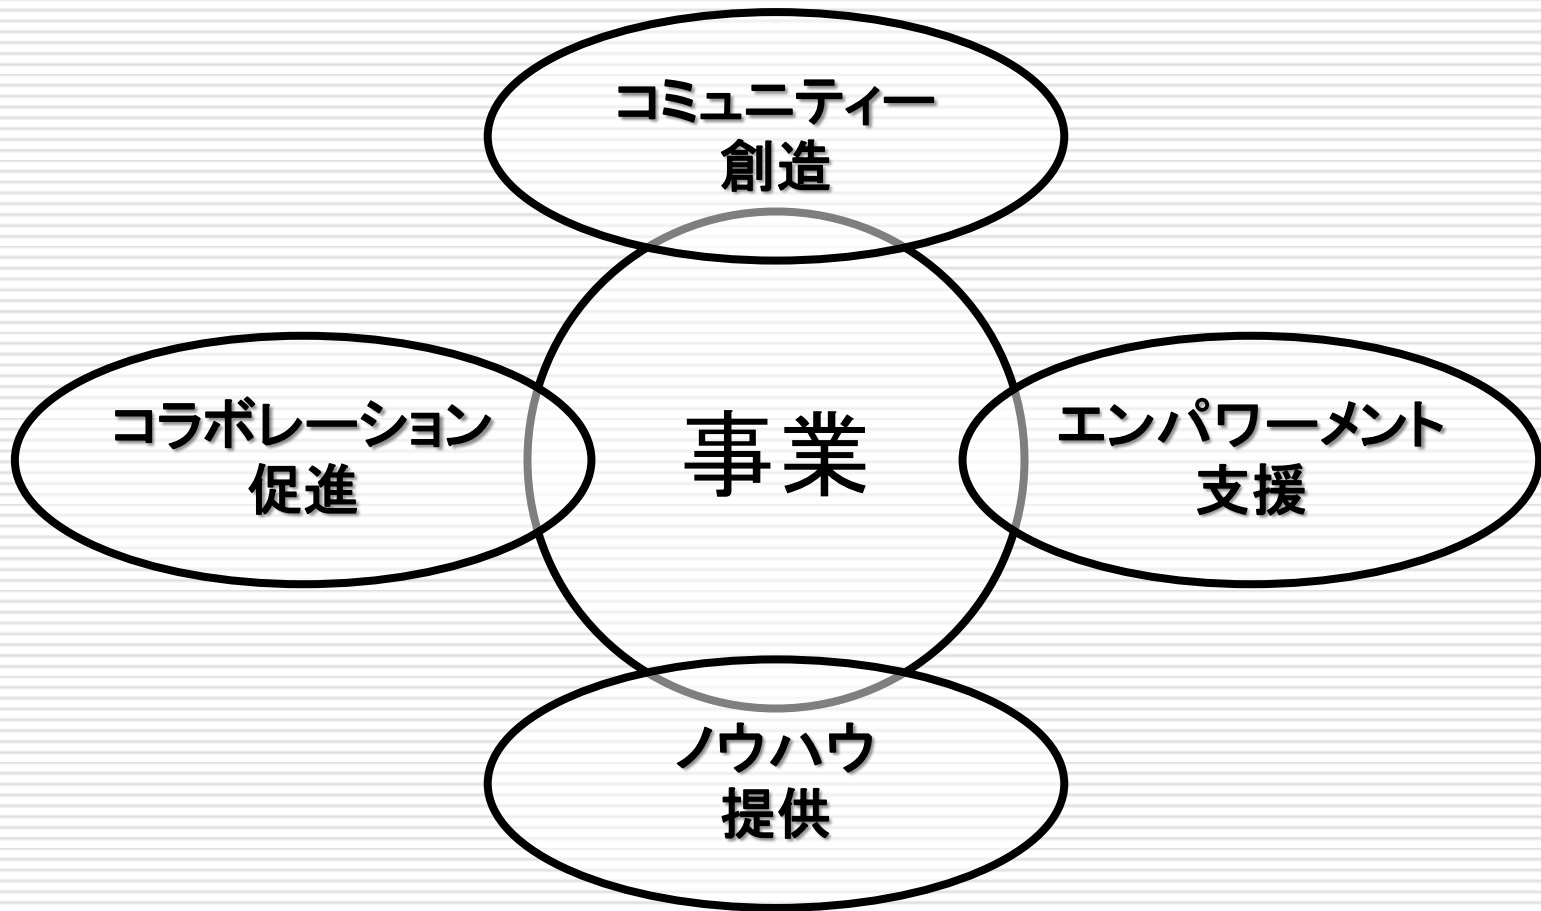 コミュニティー
創造
コラボレーション
促進
事業
エンパワーメント
支援
ノウハウ
提供